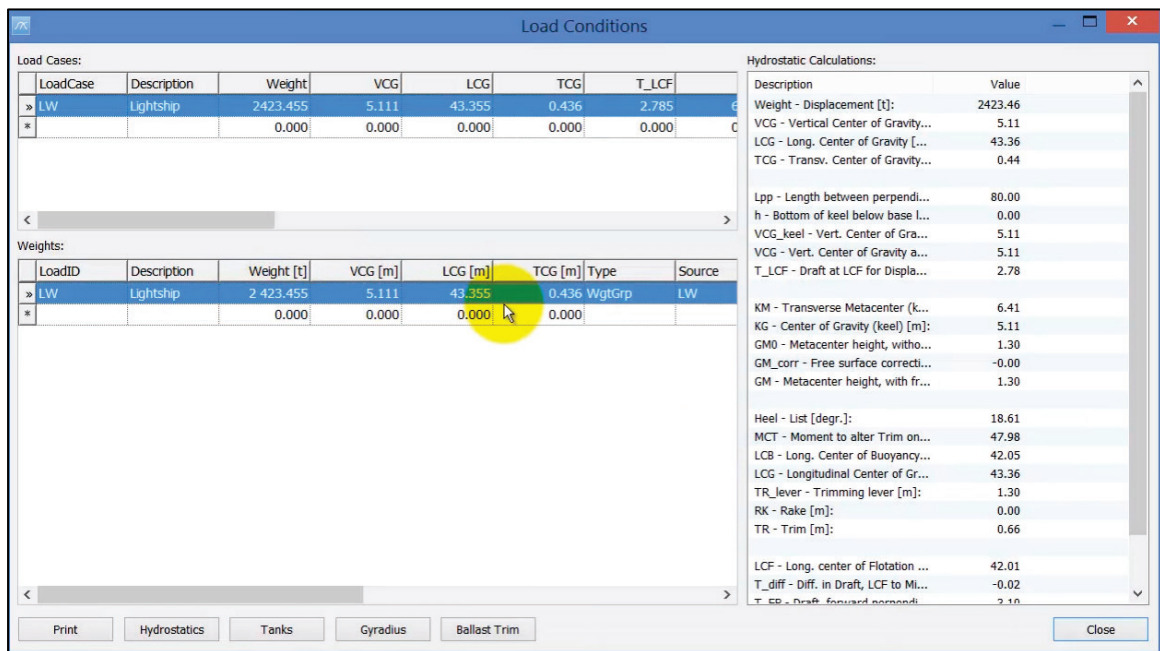 Load Conditions
Load Cases:
LoadCase Description Weight VCG LCG TCG T_LCF
» LW Lightship 2423.455 5.111 43.355 0.436 2.785 6
* 0.000 0.000 0.000 0.000 0.000 0
Weights:
LoadID Description Weight [t] VCG [m] LCG [m] TCG [m] Type Source
» LW Lightship 2 423.455 5.111 43.355 0.436 WgtGrp LW
* 0.000 0.000 0.000 0.000
Print Hydrostatics Tanks Gyradius Ballast Trim
Hydrostatic Calculations:
Description Value
Weight - Displacement [t]: 2423.46
VCG - Vertical Center of Gravity... 5.11
LCG - Long. Center of Gravity [... 43.36
TCG - Transv. Center of Gravity... 0.44
Lpp - Length between perpendi... 80.00
h - Bottom of keel below base l... 0.00
VCG_keel - Vert. Center of Gra... 5.11
VCG - Vert. Center of Gravity a... 5.11
T_LCF - Draft at LCF for Displa... 2.78
KM - Transverse Metacenter (k... 6.41
KG - Center of Gravity (keel) [m]: 5.11
GM0 - Metacenter height, witho... 1.30
GM_corr - Free surface correcti... -0.00
GM - Metacenter height, with fr... 1.30
Heel - List [degr.]: 18.61
MCT - Moment to alter Trim on... 47.98
LCB - Long. Center of Buoyancy... 42.05
LCG - Longitudinal Center of Gr... 43.36
TR_lever - Trimming lever [m]: 1.30
RK - Rake [m]: 0.00
TR - Trim [m]: 0.66
LCF - Long. center of Flotation ... 42.01
T_diff - Diff. in Draft, LCF to Mi... -0.02
T_FP - Draft, forward perpendi... 3.10
Close